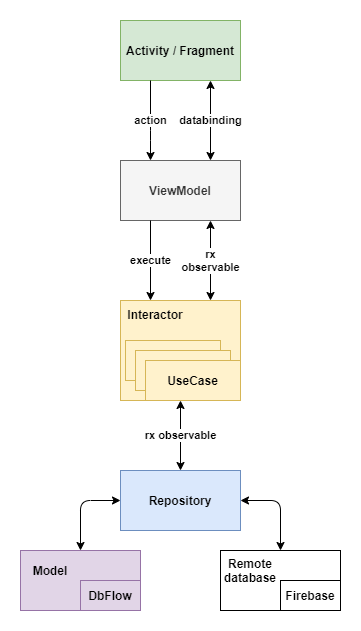 Activity / Fragment
action
databinding
ViewModel
execute
rx
observable
Interactor
UseCase
rx observable
Repository
Model
DbFlow
Remote
database
Firebase